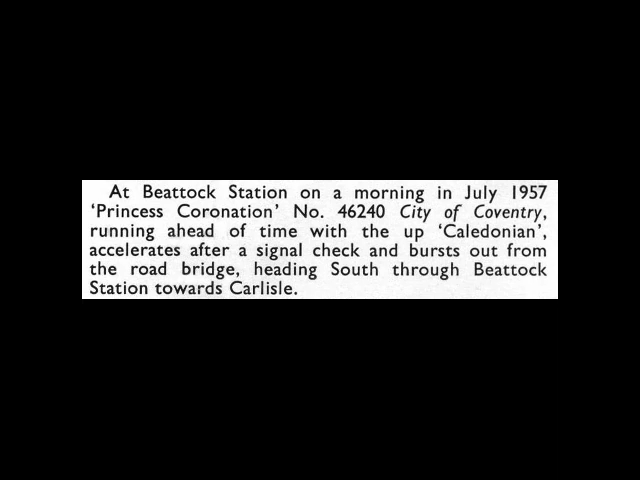 At Beattock Station on a morning in July 1957
‘Princess Coronation’ No. 46240 City of Coventry,
running ahead of time with the up ‘Caledonian’,
accelerates after a signal check and bursts out from
the road bridge, heading South through Beattock
Station towards Carlisle.